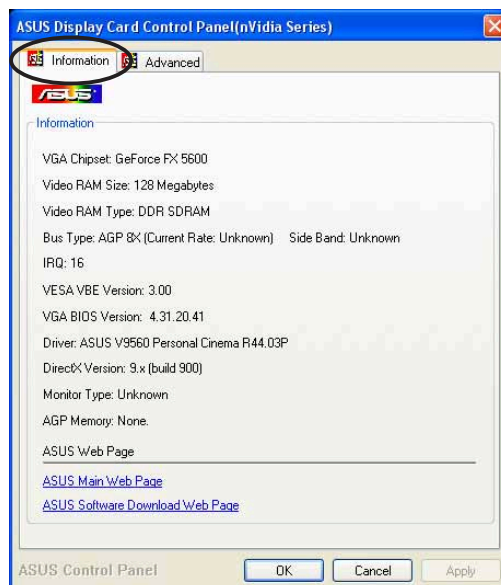 ASUS Display Card Control Panel(nVidia Series)
Information
Advanced
ASUS
Information
VGA Chipset: GeForce FX 5600
Video RAM Size: 128 Megabytes
Video RAM Type: DDR SDRAM
Bus Type: AGP 8X (Current Rate: Unknown) Side Band: Unknown
IRQ: 16
VESA VBE Version: 3.00
VGA BIOS Version: 4.31.20.41
Driver: ASUS V9560 Personal Cinema R44.03P
DirectX Version: 9.x (build 900)
Monitor Type: Unknown
AGP Memory: None.
ASUS Web Page
ASUS Main Web Page
ASUS Software Download Web Page
ASUS Control Panel
OK
Cancel
Apply